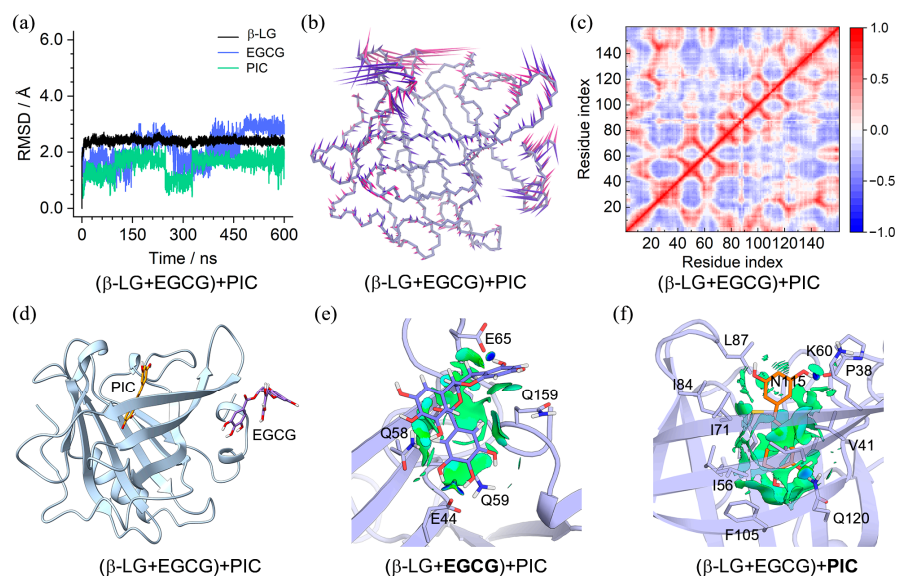 (a)
6.0
4.0
2.0
0.0
RMSD / Å
β-LG
EGCG
PIC
0 150 300 450 600
Time / ns
(β-LG+EGCG)+PIC
(b)
(β-LG+EGCG)+PIC
(c)
160
140
120
100
80
60
40
20
Residue index
20 40 60 80 100 120 140
Residue index
1.0
0.5
0.0
−0.5
−1.0
(β-LG+EGCG)+PIC
(d)
PIC
EGCG
(β-LG+EGCG)+PIC
(e)
E65
Q159
Q58
Q59
E44
(β-LG+EGCG)+PIC
(f)
L87
K60
N115
P38
I84
I71
V41
I56
Q120
F105
(β-LG+EGCG)+PIC